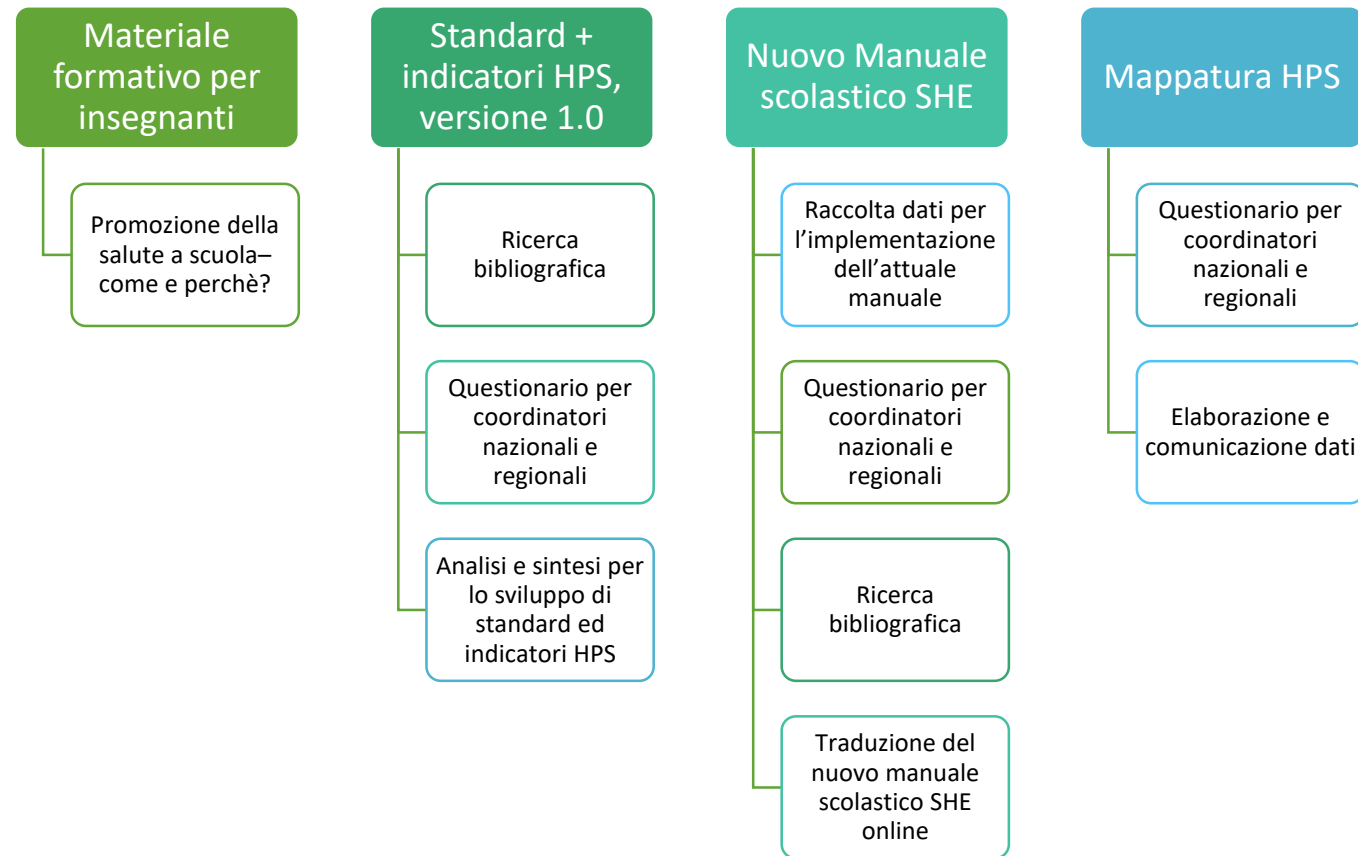 Materiale
formativo per
insegnanti
Promozione della
salute a scuola–
come e perchè?
Standard +
indicatori HPS,
versione 1.0
Ricerca
bibliografica
Questionario per
coordinatori
nazionali e
regionali
Analisi e sintesi per
lo sviluppo di
standard ed
indicatori HPS
Nuovo Manuale
scolastico SHE
Raccolta dati per
l’implementazione
dell’attuale
manuale
Questionario per
coordinatori
nazionali e
regionali
Ricerca
bibliografica
Traduzione del
nuovo manuale
scolastico SHE
online
Mappatura HPS
Questionario per
coordinatori
nazionali e
regionali
Elaborazione e
comunicazione dati